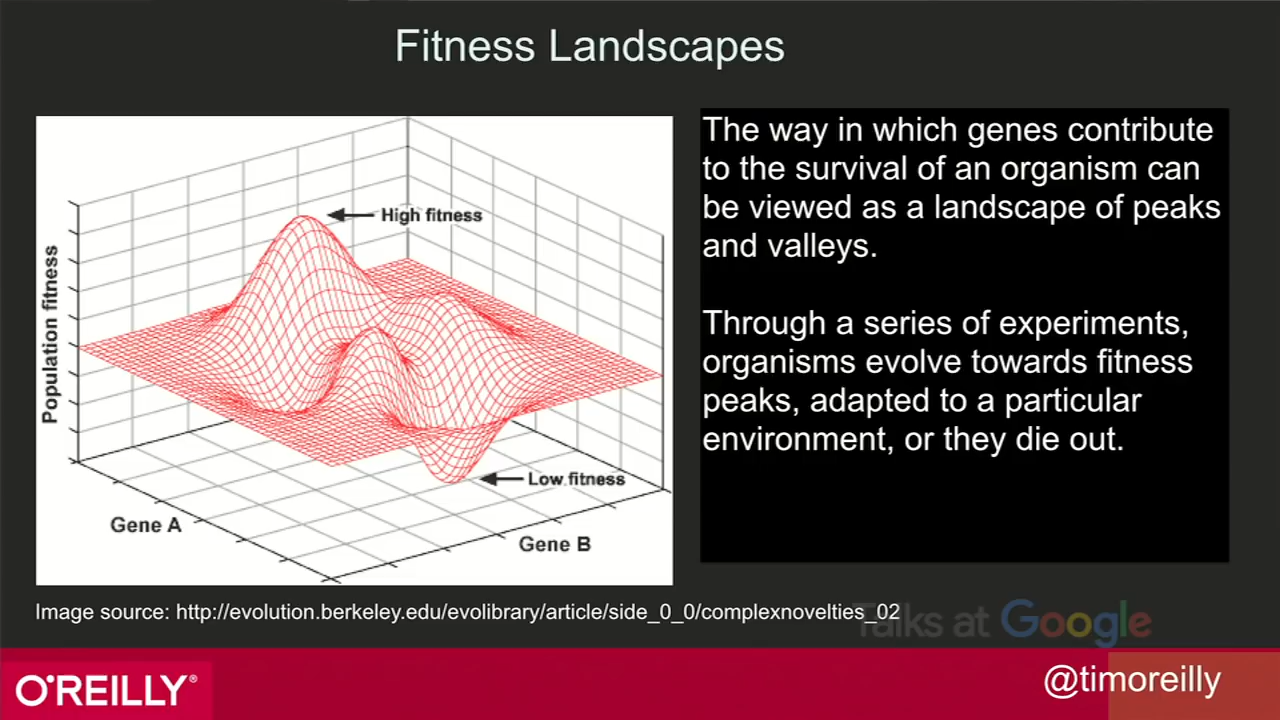 Fitness Landscapes
High fitness
Population fitness
Low fitness
Gene A
Gene B
The way in which genes contribute
to the survival of an organism can
be viewed as a landscape of peaks
and valleys.
Through a series of experiments,
organisms evolve towards fitness
peaks, adapted to a particular
environment, or they die out.
Image source: http://evolution.berkeley.edu/evolibrary/article/side_0_0/complexnovelties_02
Talks at Google
O'REILLY®
@timoreilly